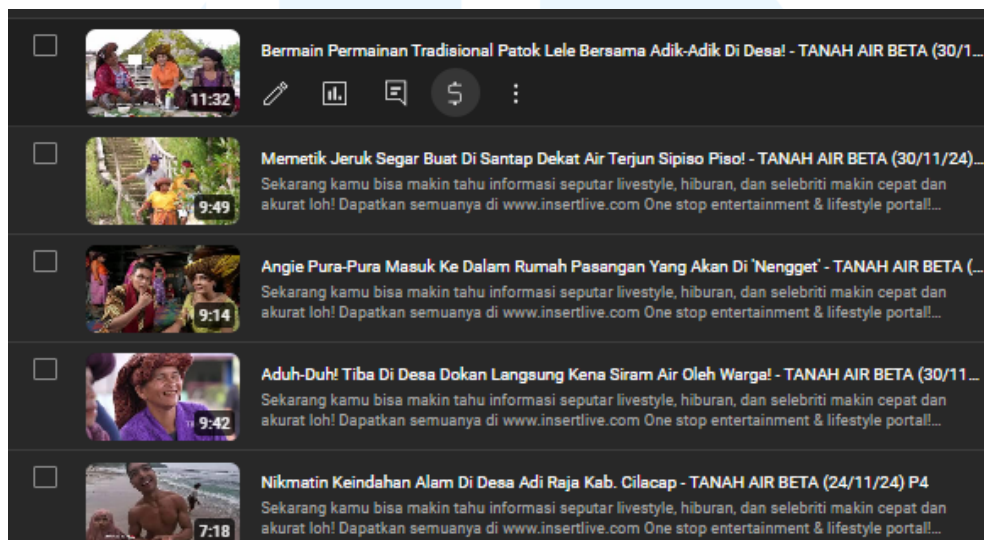 Bermain Permainan Tradisional Patok Lele Bersama Adik-Adik Di Desa! - TANAH AIR BETA (30/1...
11:32
Memetik Jeruk Segar Buat Di Santap Dekat Air Terjun Sipiso Piso! - TANAH AIR BETA (30/11/24)...
Sekarang kamu bisa makin tahu informasi seputar livestyle, hiburan, dan selebriti makin cepat dan
akurat loh! Dapatkan semuanya di www.insertlive.com One stop entertainment & lifestyle portal!...
9:49
Angie Pura-Pura Masuk Ke Dalam Rumah Pasangan Yang Akan Di 'Nengget' - TANAH AIR BETA (...
Sekarang kamu bisa makin tahu informasi seputar livestyle, hiburan, dan selebriti makin cepat dan
akurat loh! Dapatkan semuanya di www.insertlive.com One stop entertainment & lifestyle portal!...
9:14
Aduh-Duh! Tiba Di Desa Dokan Langsung Kena Siram Air Oleh Warga! - TANAH AIR BETA (30/11...
Sekarang kamu bisa makin tahu informasi seputar livestyle, hiburan, dan selebriti makin cepat dan
akurat loh! Dapatkan semuanya di www.insertlive.com One stop entertainment & lifestyle portal!...
9:42
Nikmatin Keindahan Alam Di Desa Adi Raja Kab. Cilacap - TANAH AIR BETA (24/11/24) P4
Sekarang kamu bisa makin tahu informasi seputar livestyle, hiburan, dan selebriti makin cepat dan
akurat loh! Dapatkan semuanya di www.insertlive.com One stop entertainment & lifestyle portal!...
7:18